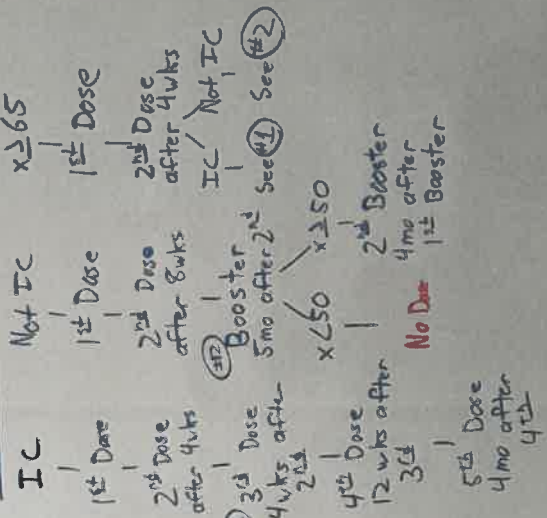 IC
1st Dose
2nd Dose
after 4wks
3rd Dose
4wks after
2nd
4th Dose
12 wks after
3rd
5th Dose
4mo after
4th
Not IC
1st Dose
2nd Dose
after 8wks
#2
Booster
5mo after 2nd
x<50
No Dose
x≥50
2nd Booster
4mo after
1st Booster
x≥65
1st Dose
2nd Dose
after 4wks
IC
See #1
Not IC
See #2